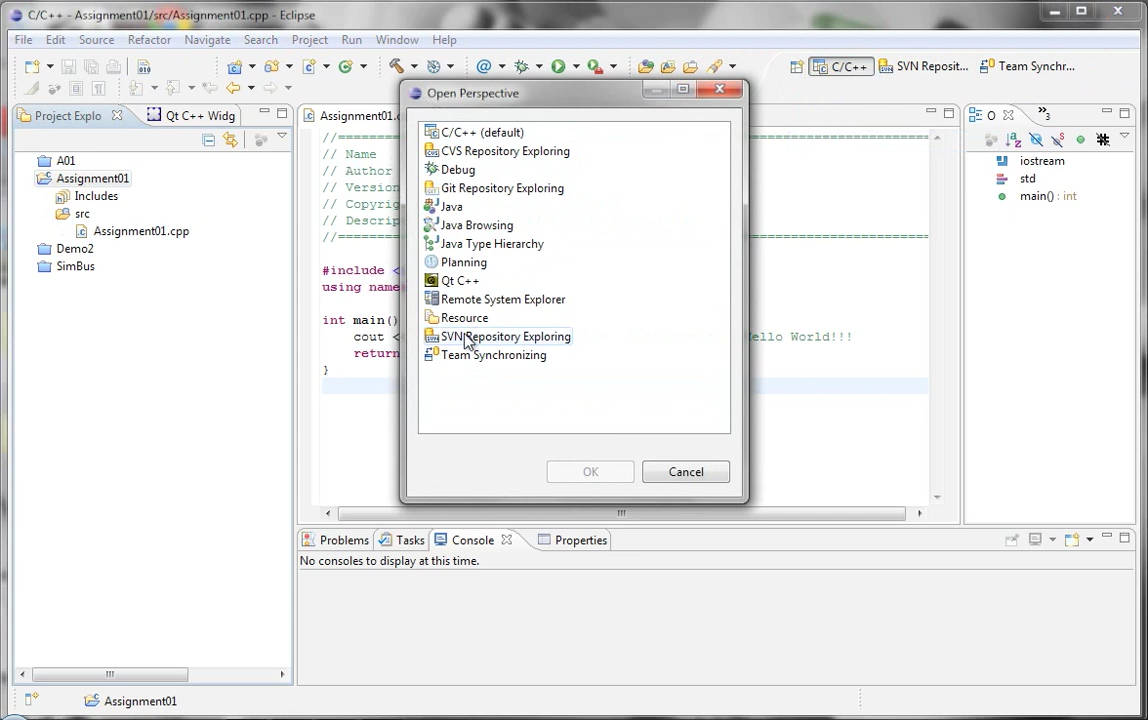 C/C++ - Assignment01/src/Assignment01.cpp - Eclipse
File Edit Source Refactor Navigate Search Project Run Window Help
C/C++ SVN Reposit... Team Synchr...
Project Explo
Qt C++ Widg
A01
Assignment01
Includes
src
Assignment01.cpp
Demo2
SimBus
Assignment01.
//
// Name
// Author
// Version
// Copyrig
// Descrip
//
#include <
using name
int main()
cout <
ello World!!!
return
}
Open Perspective
C/C++ (default)
CVS Repository Exploring
Debug
Git Repository Exploring
Java
Java Browsing
Java Type Hierarchy
Planning
Qt C++
Remote System Explorer
Resource
SVN Repository Exploring
Team Synchronizing
OK Cancel
O
3
iostream
std
main() : int
Problems Tasks Console Properties
No consoles to display at this time.
Assignment01